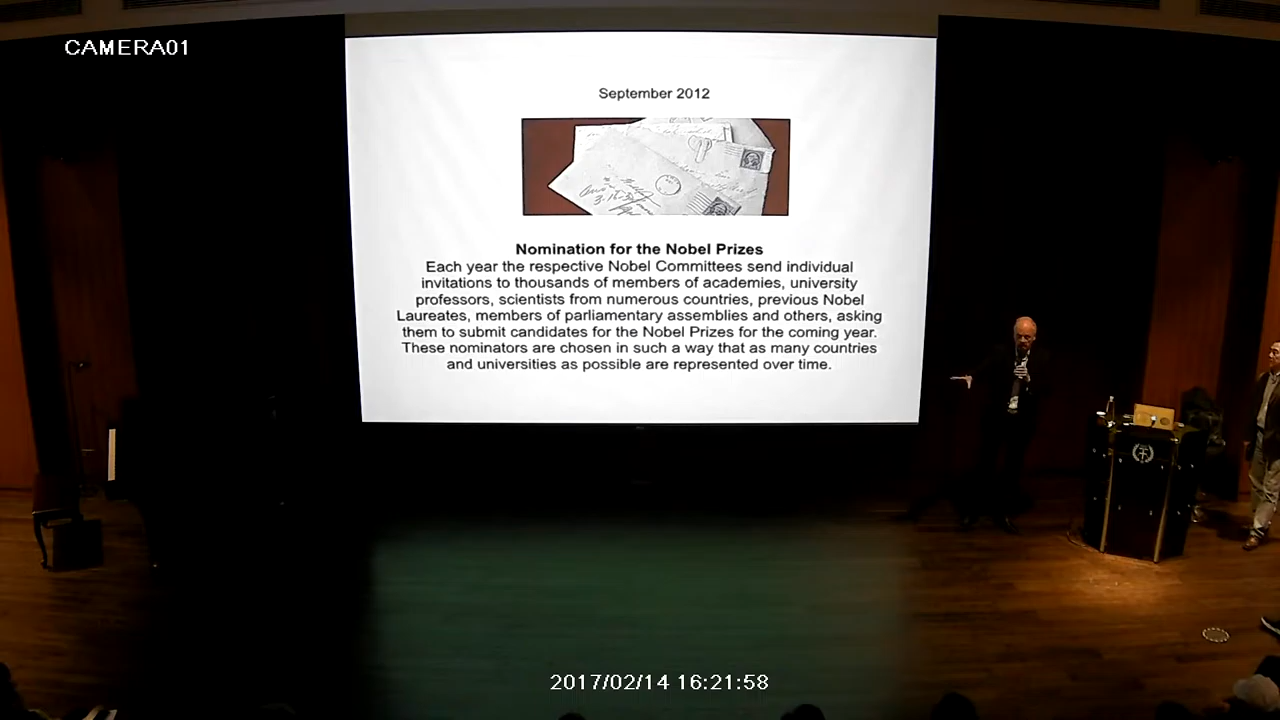 CAMERA01
September 2012
Nomination for the Nobel Prizes
Each year the respective Nobel Committees send individual
invitations to thousands of members of academies, university
professors, scientists from numerous countries, previous Nobel
Laureates, members of parliamentary assemblies and others, asking
them to submit candidates for the Nobel Prizes for the coming year.
These nominators are chosen in such a way that as many countries
and universities as possible are represented over time.
2017/02/14 16:21:58